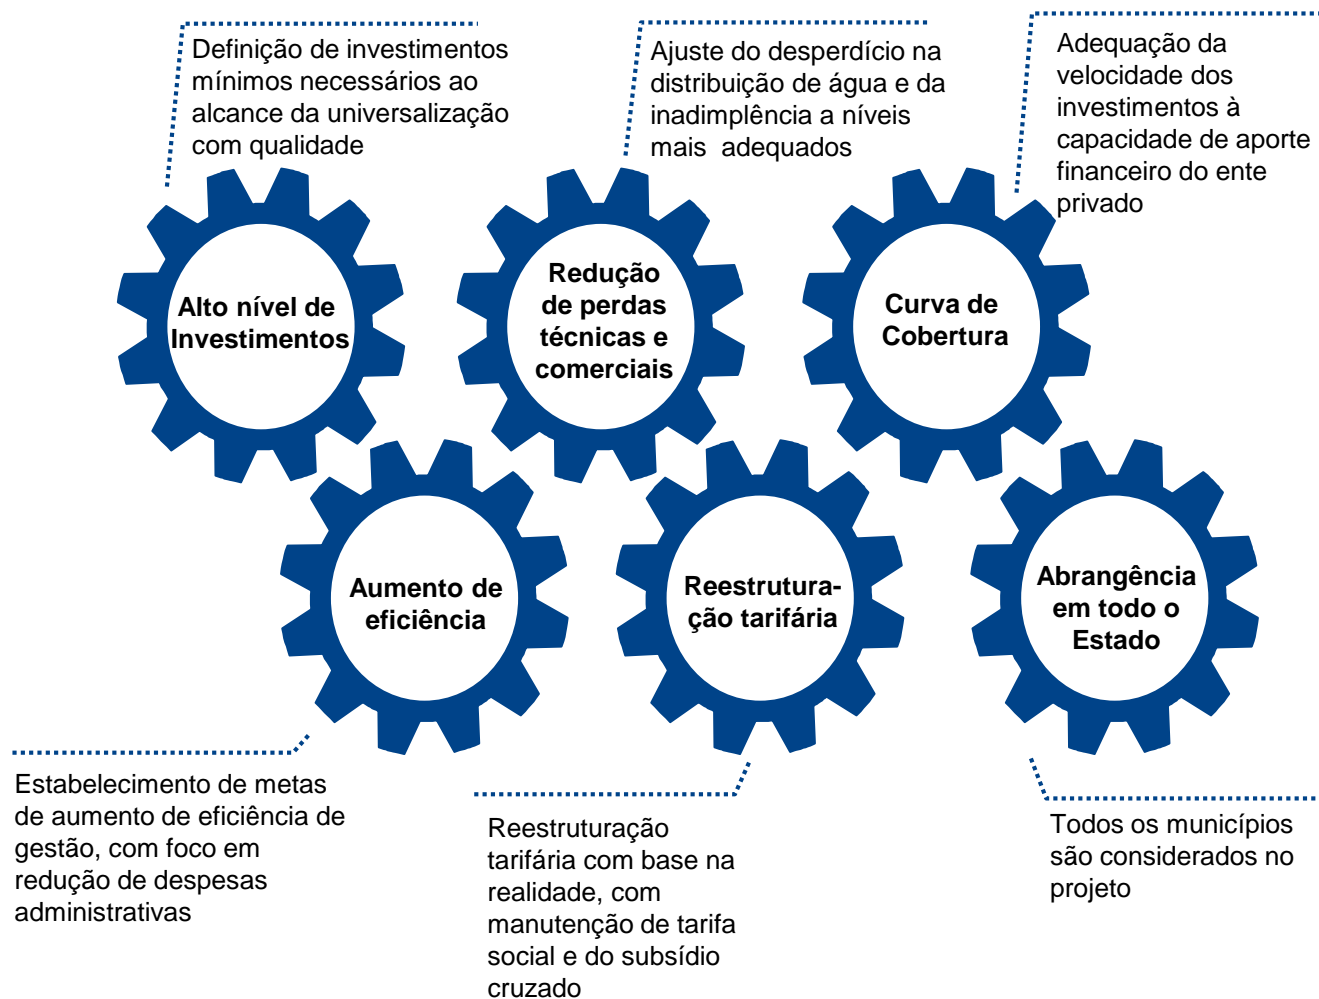 Definição de investimentos
mínimos necessários ao
alcance da universalização
com qualidade
Ajuste do desperdício na
distribuição de água e da
inadimplência a níveis
mais adequados
Adequação da
velocidade dos
investimentos à
capacidade de aporte
financeiro do ente
privado
Alto nível de
Investimentos
Redução
de perdas
técnicas e
comerciais
Curva de
Cobertura
Aumento de
eficiência
Reestrutura-
ção tarifária
Abrangência
em todo o
Estado
Estabelecimento de metas
de aumento de eficiência de
gestão, com foco em
redução de despesas
administrativas
Reestruturação
tarifária com base na
realidade, com
manutenção de tarifa
social e do subsídio
cruzado
Todos os municípios
são considerados no
projeto